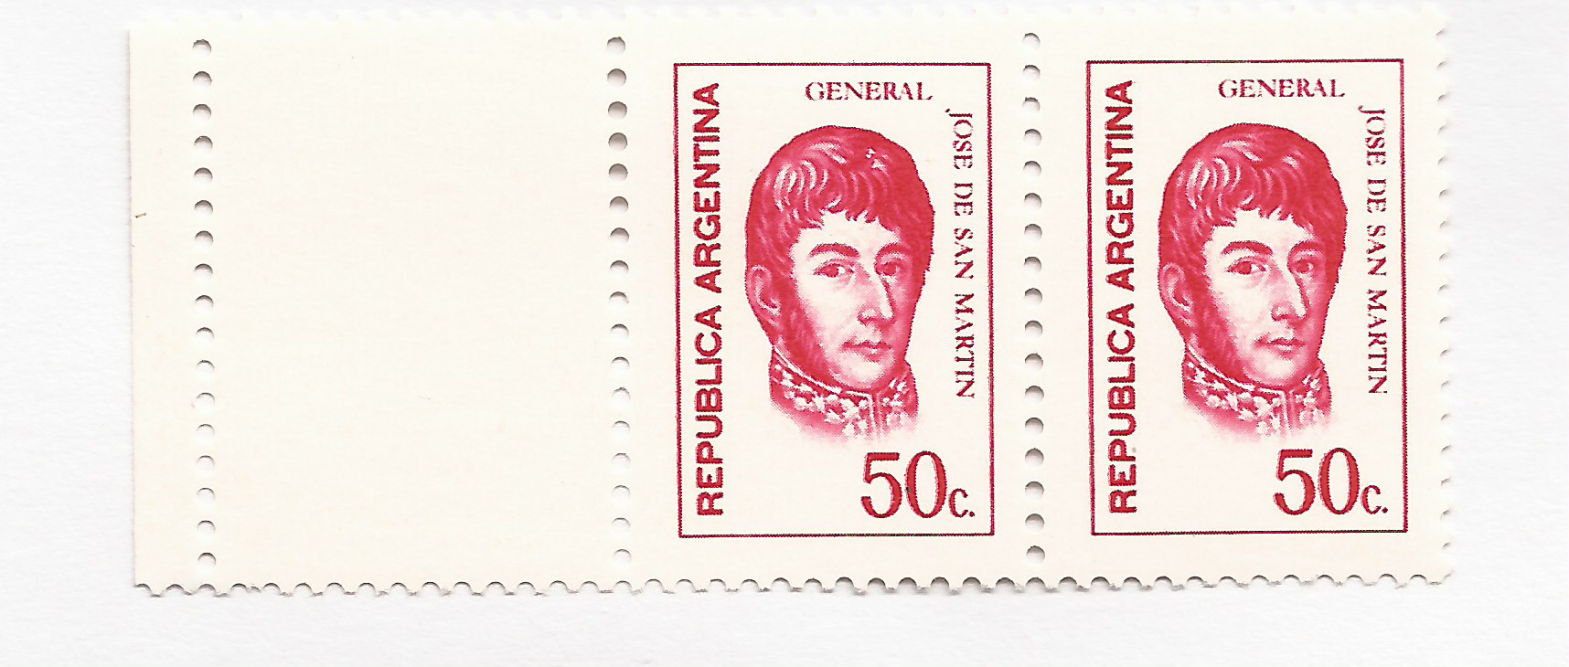 REPUBLICA ARGENTINA
GENERAL
JOSE DE SAN MARTIN
50c.
REPUBLICA ARGENTINA
GENERAL
JOSE DE SAN MARTIN
50c.